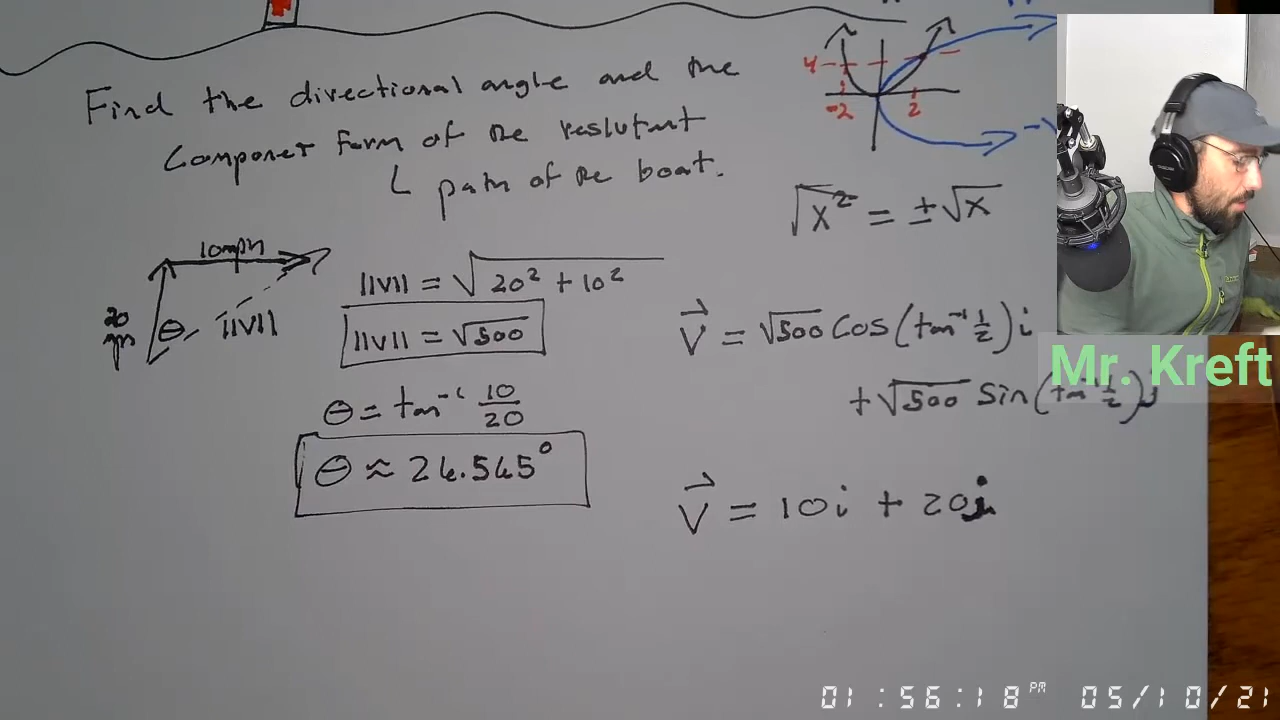 Find the directional angle and the
Componet form of the reslutant
path of the boat.
10mph
20
mph
θ
||v||
||v|| = √20² + 10²
||v|| = √500
θ = tan⁻¹ 10/20
θ ≈ 26.565°
4
-2
2
√x² = ±√x
v⃗ = √500 Cos(tan⁻¹ 1/2)i
+ √500 Sin(tan⁻¹ 1/2)j
v⃗ = 10i + 20j
Mr. Kreft
01:56:18 PM 05/10/21